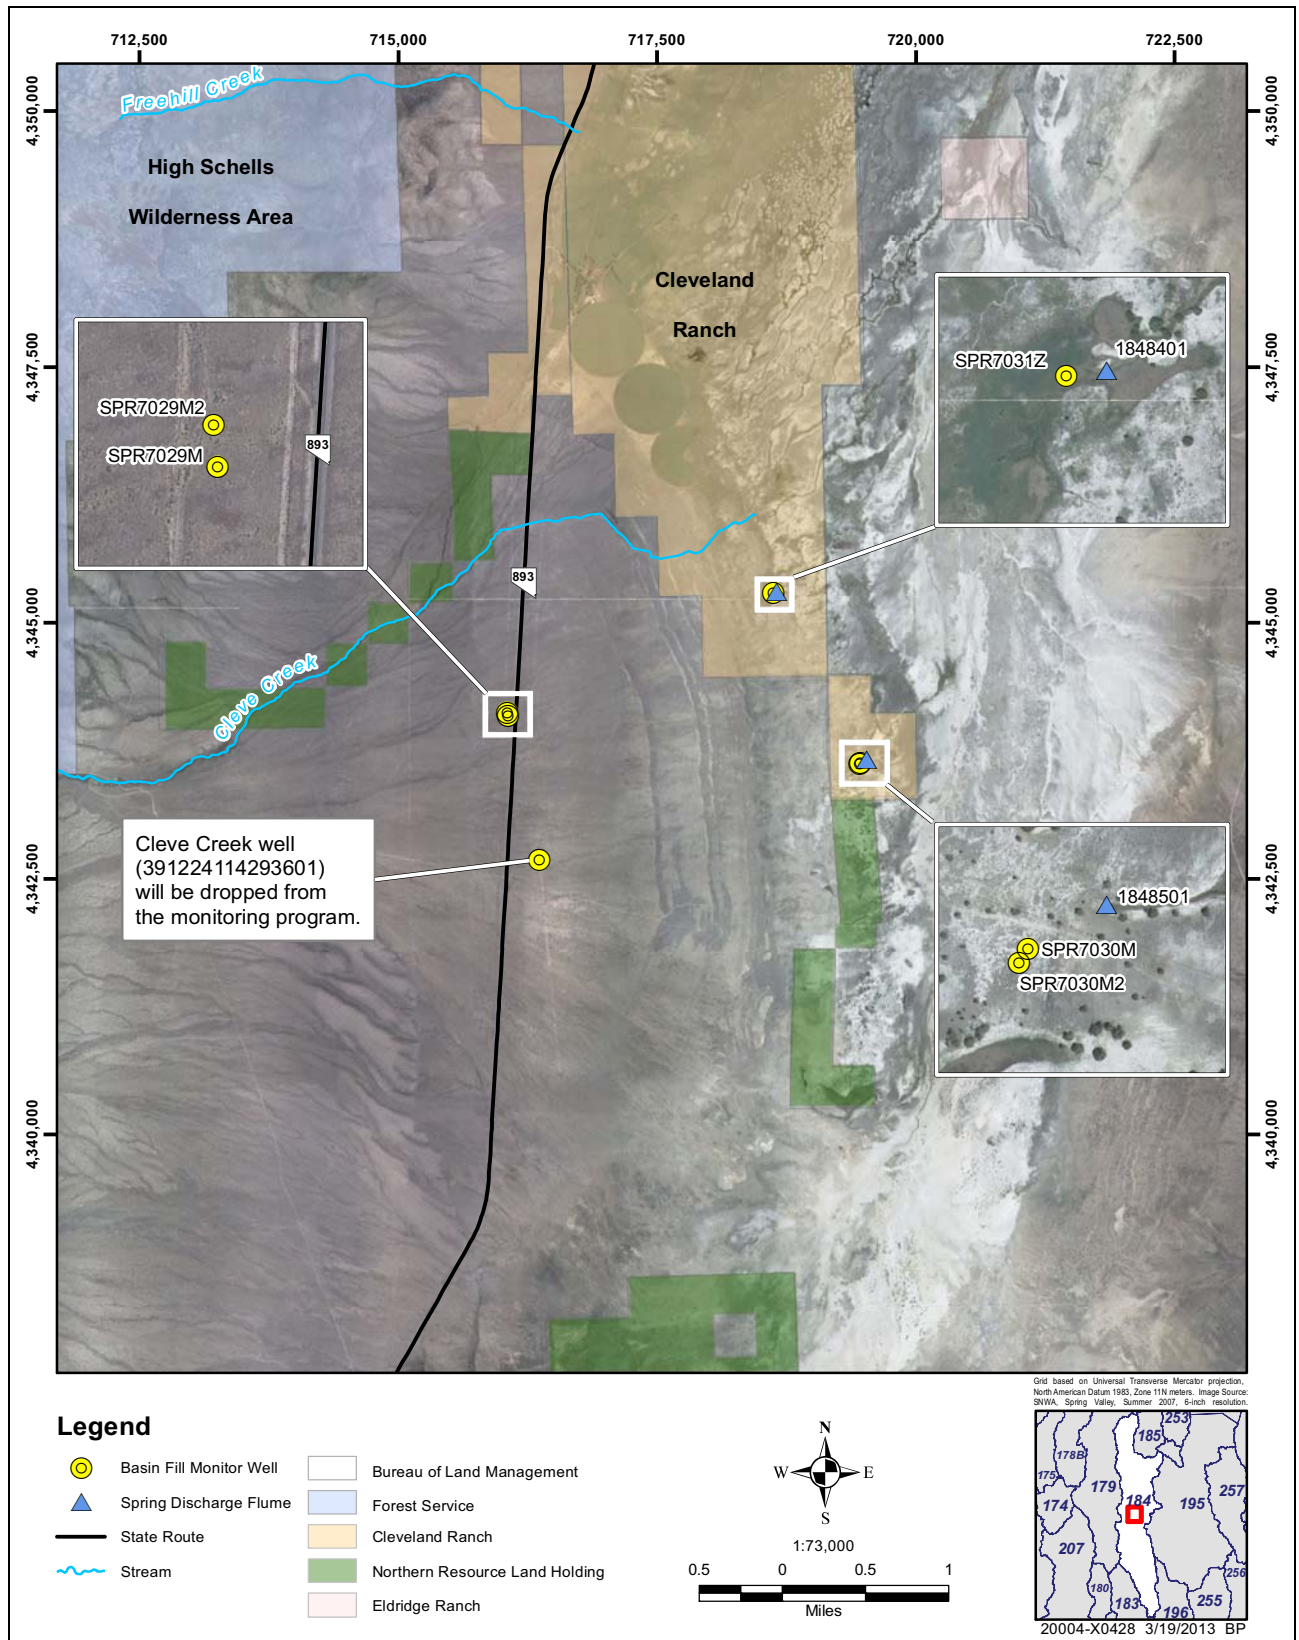 712,500
715,000
717,500
720,000
722,500
4,350,000
4,350,000
Freehill Creek
High Schells
Wilderness Area
Cleveland
Ranch
4,347,500
4,347,500
SPR7029M2
SPR7029M
893
SPR7031Z
1848401
893
4,345,000
4,345,000
Cleve Creek
Cleve Creek well
(391224114293601)
will be dropped from
the monitoring program.
4,342,500
4,342,500
1848501
SPR7030M
SPR7030M2
4,340,000
4,340,000
Grid based on Universal Transverse Mercator projection,
North American Datum 1983, Zone 11N meters. Image Source:
SNWA, Spring Valley, Summer 2007, 6-inch resolution.
Legend
Basin Fill Monitor Well
Spring Discharge Flume
State Route
Stream
Bureau of Land Management
Forest Service
Cleveland Ranch
Northern Resource Land Holding
Eldridge Ranch
N
W
E
S
1:73,000
0.5
0
0.5
1
Miles
253
185
178B
175
179
174
184
195
257
207
180
183
196
255
256
20004-X0428 3/19/2013 BP